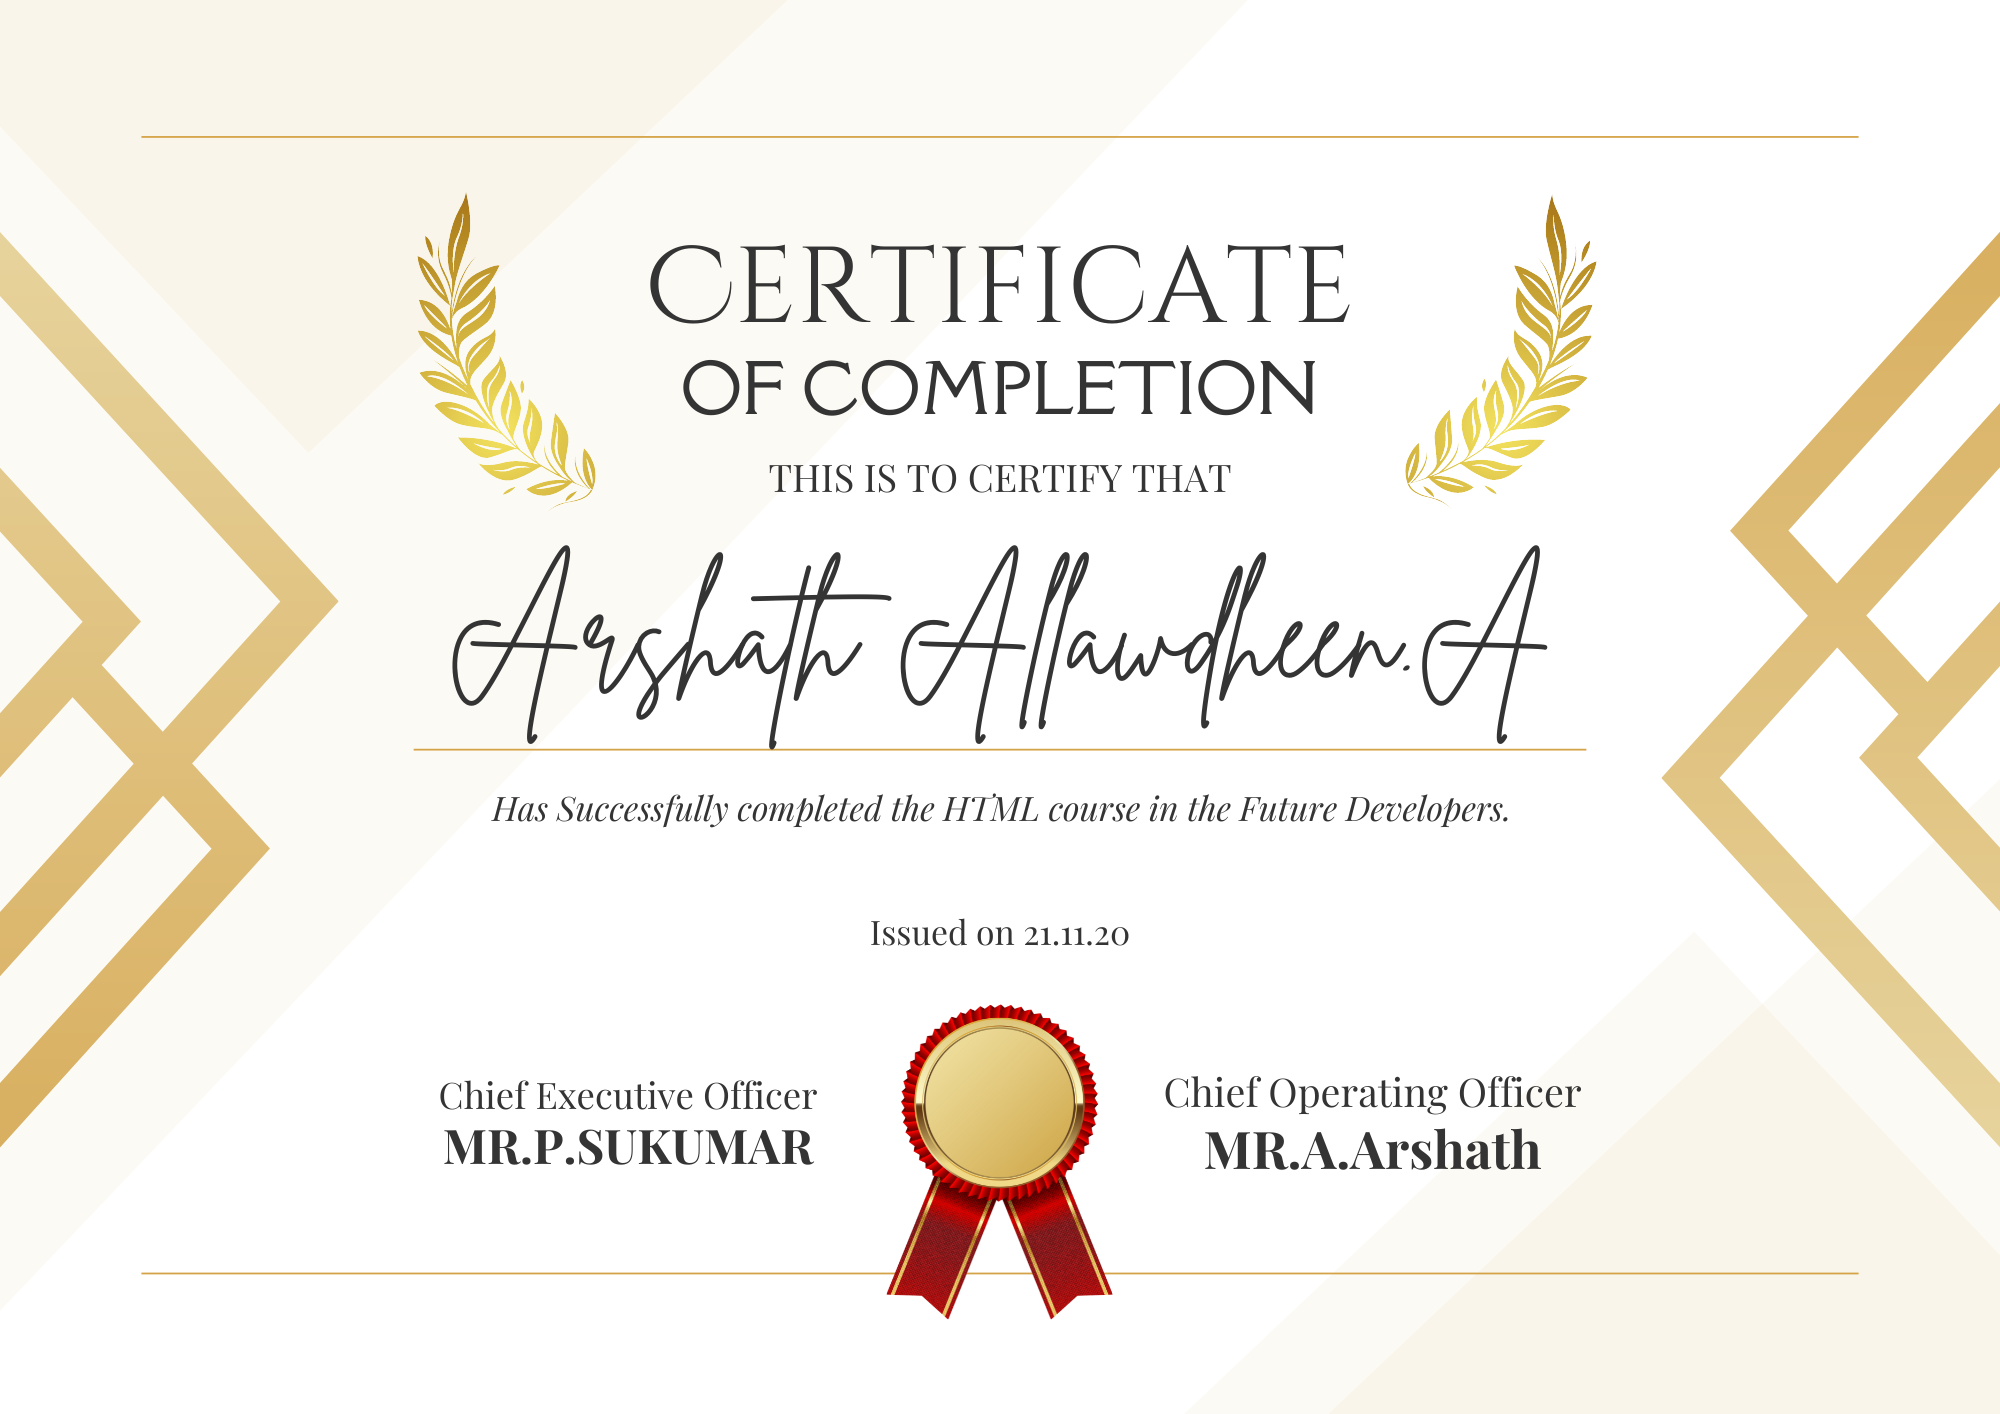 CERTIFICATE
OF COMPLETION
THIS IS TO CERTIFY THAT
Arshath Allawdheen.A
Has Successfully completed the HTML course in the Future Developers.
Issued on 21.11.20
Chief Executive Officer
MR.P.SUKUMAR
Chief Operating Officer
MR.A.Arshath